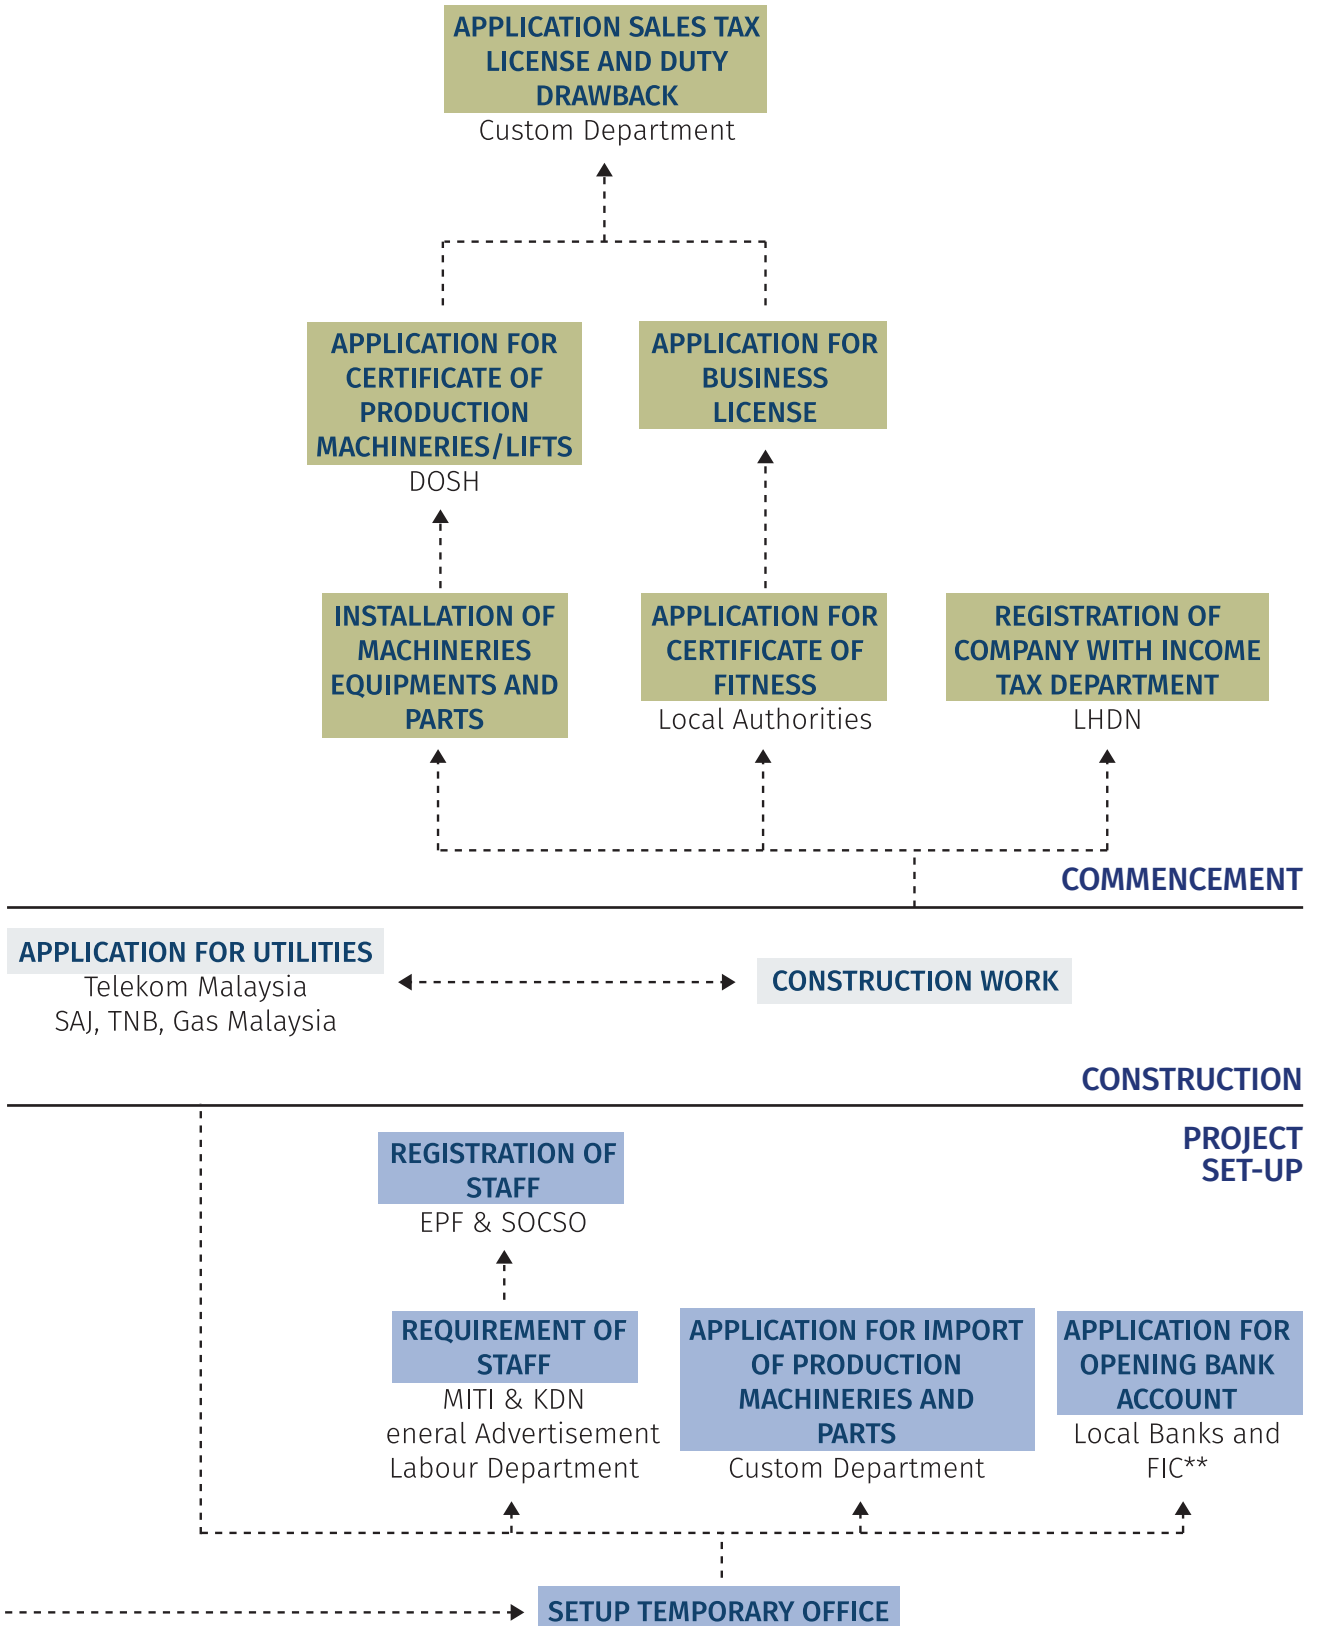 APPLICATION SALES TAX
LICENSE AND DUTY
DRAWBACK
Custom Department
APPLICATION FOR
CERTIFICATE OF
PRODUCTION
MACHINERIES/LIFTS
DOSH
APPLICATION FOR
BUSINESS
LICENSE
INSTALLATION OF
MACHINERIES
EQUIPMENTS AND
PARTS
APPLICATION FOR
CERTIFICATE OF
FITNESS
Local Authorities
REGISTRATION OF
COMPANY WITH INCOME
TAX DEPARTMENT
LHDN
COMMENCEMENT
APPLICATION FOR UTILITIES
Telekom Malaysia
SAJ, TNB, Gas Malaysia
CONSTRUCTION WORK
CONSTRUCTION
PROJECT
SET-UP
REGISTRATION OF
STAFF
EPF & SOCSO
REQUIREMENT OF
STAFF
MITI & KDN
eneral Advertisement
Labour Department
APPLICATION FOR IMPORT
OF PRODUCTION
MACHINERIES AND
PARTS
Custom Department
APPLICATION FOR
OPENING BANK
ACCOUNT
Local Banks and
FIC**
SETUP TEMPORARY OFFICE